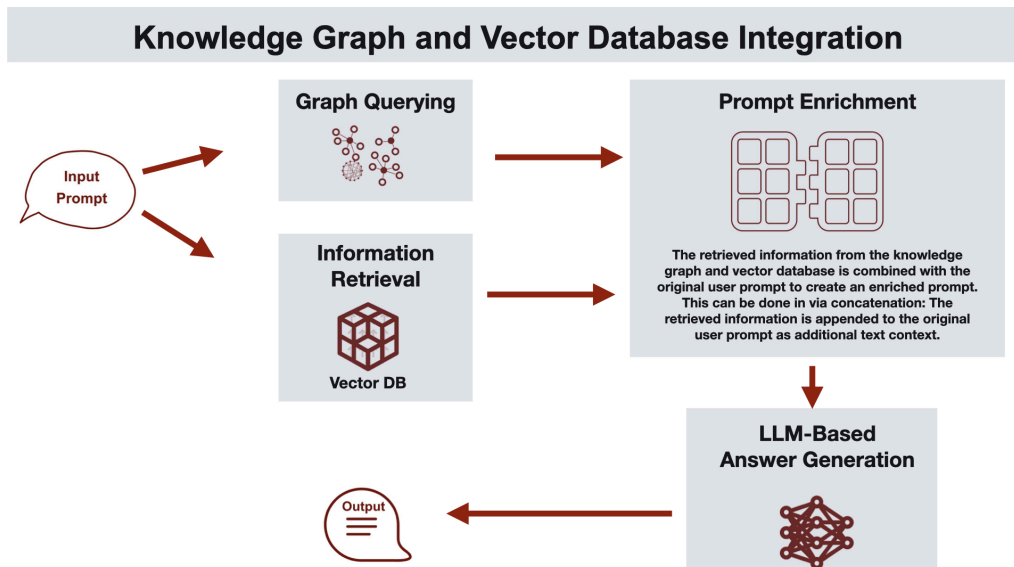 Knowledge Graph and Vector Database Integration
Input
Prompt
Graph Querying
Information
Retrieval
Vector DB
Prompt Enrichment
The retrieved information from the knowledge
graph and vector database is combined with the
original user prompt to create an enriched prompt.
This can be done in via concatenation: The
retrieved information is appended to the original
user prompt as additional text context.
LLM-Based
Answer Generation
Output